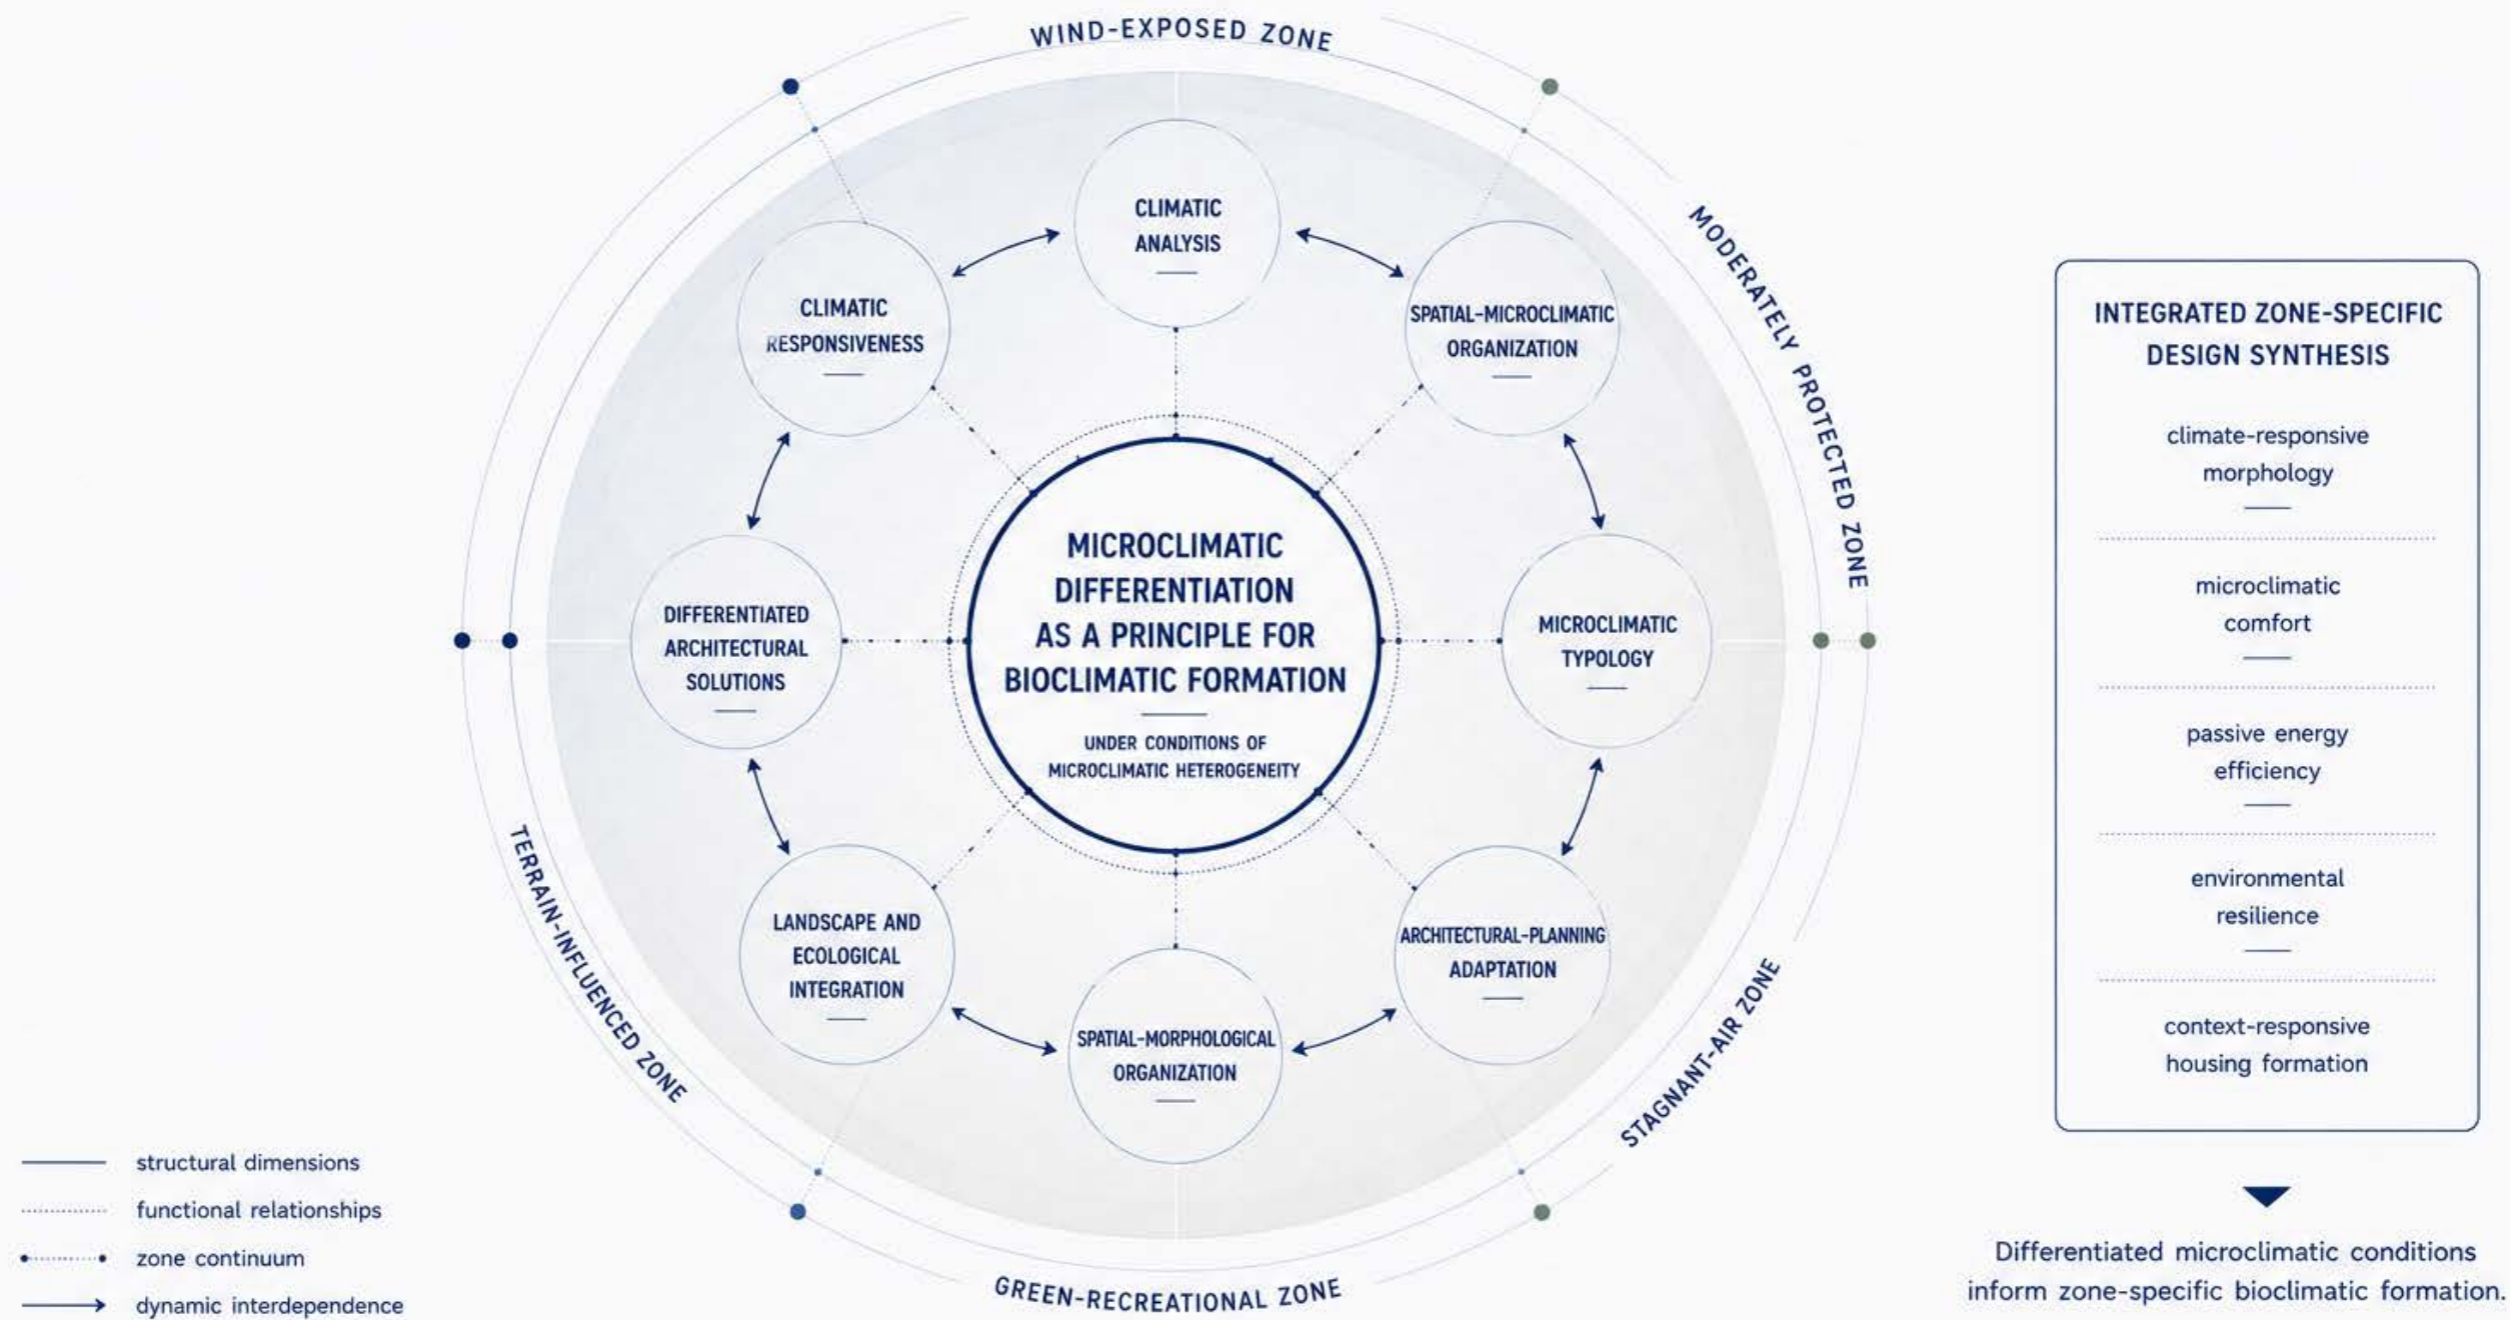 WIND-EXPOSED ZONE
MODERATELY PROTECTED ZONE
STAGNANT-AIR ZONE
GREEN-RECREATIONAL ZONE
TERRAIN-INFLUENCED ZONE
CLIMATIC
ANALYSIS
SPATIAL-MICROCLIMATIC
ORGANIZATION
MICROCLIMATIC
TYPOLOGY
ARCHITECTURAL-PLANNING
ADAPTATION
SPATIAL-MORPHOLOGICAL
ORGANIZATION
LANDSCAPE AND
ECOLOGICAL
INTEGRATION
DIFFERENTIATED
ARCHITECTURAL
SOLUTIONS
CLIMATIC
RESPONSIVENESS
MICROCLIMATIC
DIFFERENTIATION
AS A PRINCIPLE FOR
BIOCLIMATIC FORMATION
UNDER CONDITIONS OF
MICROCLIMATIC HETEROGENEITY
structural dimensions
functional relationships
zone continuum
dynamic interdependence
INTEGRATED ZONE-SPECIFIC
DESIGN SYNTHESIS
climate-responsive
morphology
microclimatic
comfort
passive energy
efficiency
environmental
resilience
context-responsive
housing formation
Differentiated microclimatic conditions
inform zone-specific bioclimatic formation.